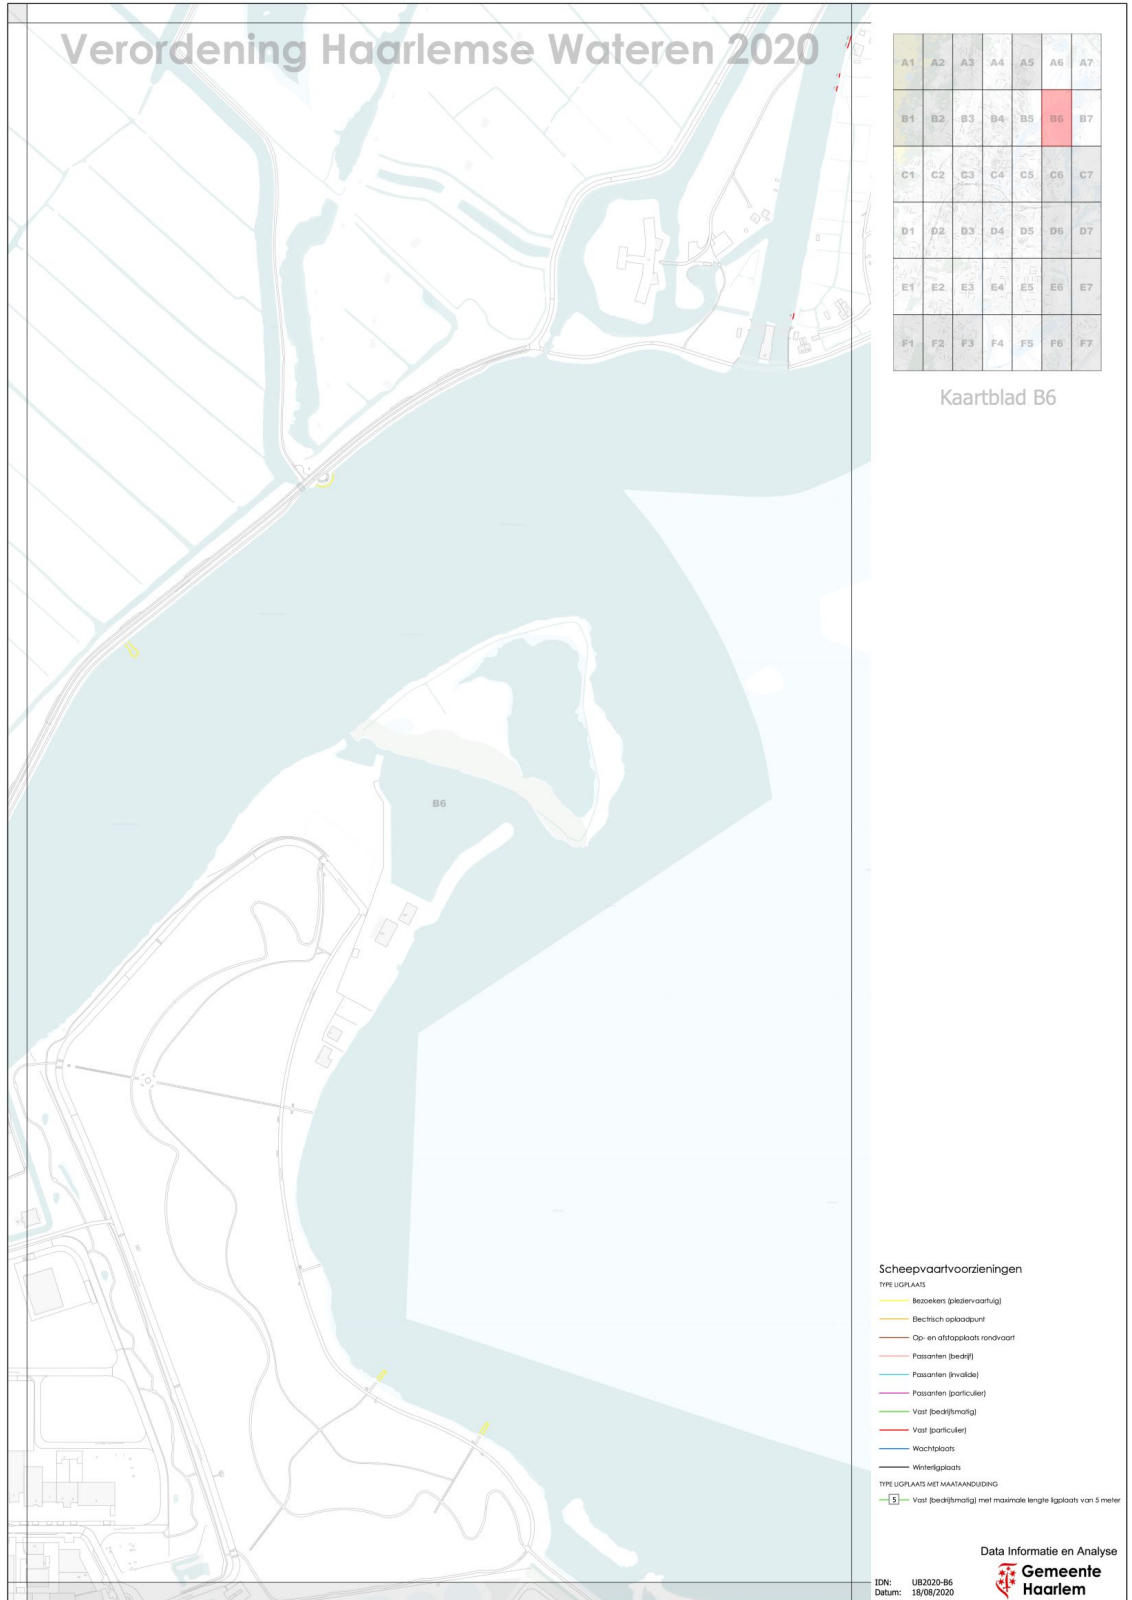 Verordening Haarlemse Wateren 2020
A1 A2 A3 A4 A5 A6 A7
B1 B2 B3 B4 B5 B6 B7
C1 C2 C3 C4 C5 C6 C7
D1 D2 D3 D4 D5 D6 D7
E1 E2 E3 E4 E5 E6 E7
F1 F2 F3 F4 F5 F6 F7
Kaartblad B6
B6
Scheepvaartvoorzieningen
TYPE LIGPLAATS
Bezoekers (pleziervaartuig)
Electrisch oplaadpunt
Op- en afstapplaats rondvaart
Passanten (bedrijf)
Passanten (invalide)
Passanten (particulier)
Vast (bedrijfsmatig)
Vast (particulier)
Wachtplaats
Winterligplaats
TYPE LIGPLAATS MET MAATAANDUIDING
5 Vast (bedrijfsmatig) met maximale lengte ligplaats van 5 meter
Data Informatie en Analyse
Gemeente
Haarlem
IDN: UB2020-B6
Datum: 18/08/2020